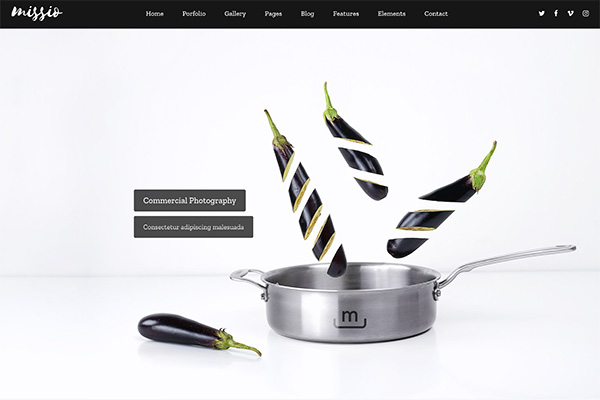 missio
Home Porfolio Gallery Pages Blog Features Elements Contact
Commercial Photography
Consectetur adipiscing malesuada
m